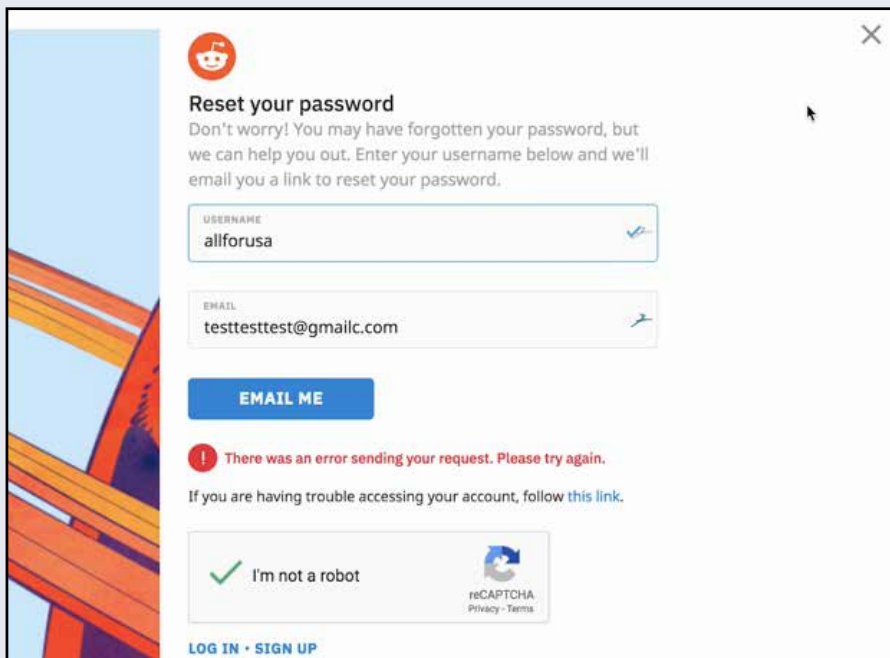 Reset your password
Don't worry! You may have forgotten your password, but
we can help you out. Enter your username below and we'll
email you a link to reset your password.
USERNAME
allforusa
EMAIL
testtesttest@gmailc.com
EMAIL ME
! There was an error sending your request. Please try again.
If you are having trouble accessing your account, follow this link.
I'm not a robot
reCAPTCHA
Privacy - Terms
LOG IN • SIGN UP